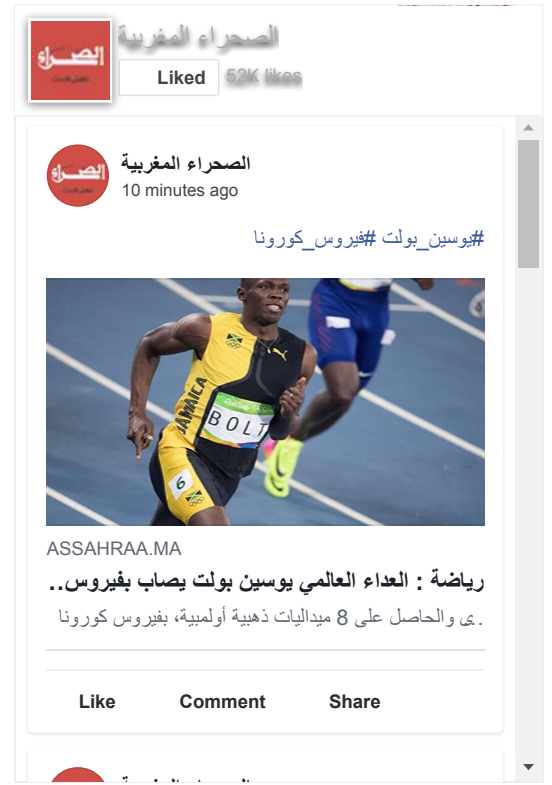 الصحراء المغربية
Liked
52K likes
الصحراء المغربية
10 minutes ago
#يوسين_بولت #فيروس_كورونا
JAMAICA
BOLT
6
ASSAHRAA.MA
رياضة : العداء العالمي يوسين بولت يصاب بفيروس..
والحاصل على 8 ميداليات ذهبية أولمبية، بفيروس كورونا
Like
Comment
Share